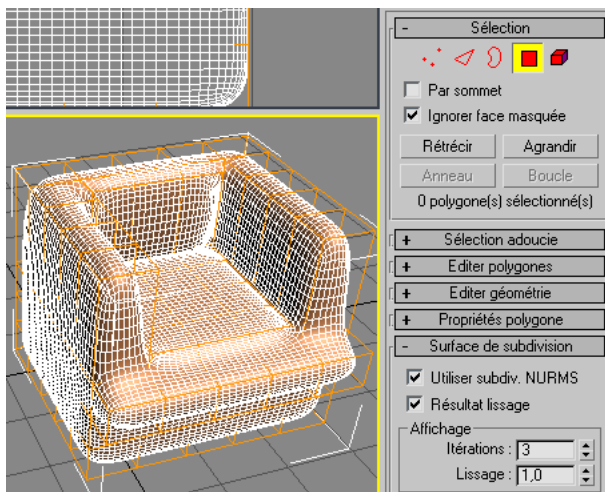 - Sélection
Par sommet
Ignorer face masquée
Rétrécir Agrandir
Anneau Boucle
0 polygone(s) sélectionné(s)
+ Sélection adoucie
+ Editer polygones
+ Editer géométrie
+ Propriétés polygone
- Surface de subdivision
Utiliser subdiv. NURMS
Résultat lissage
Affichage
Itérations : 3
Lissage : 1,0